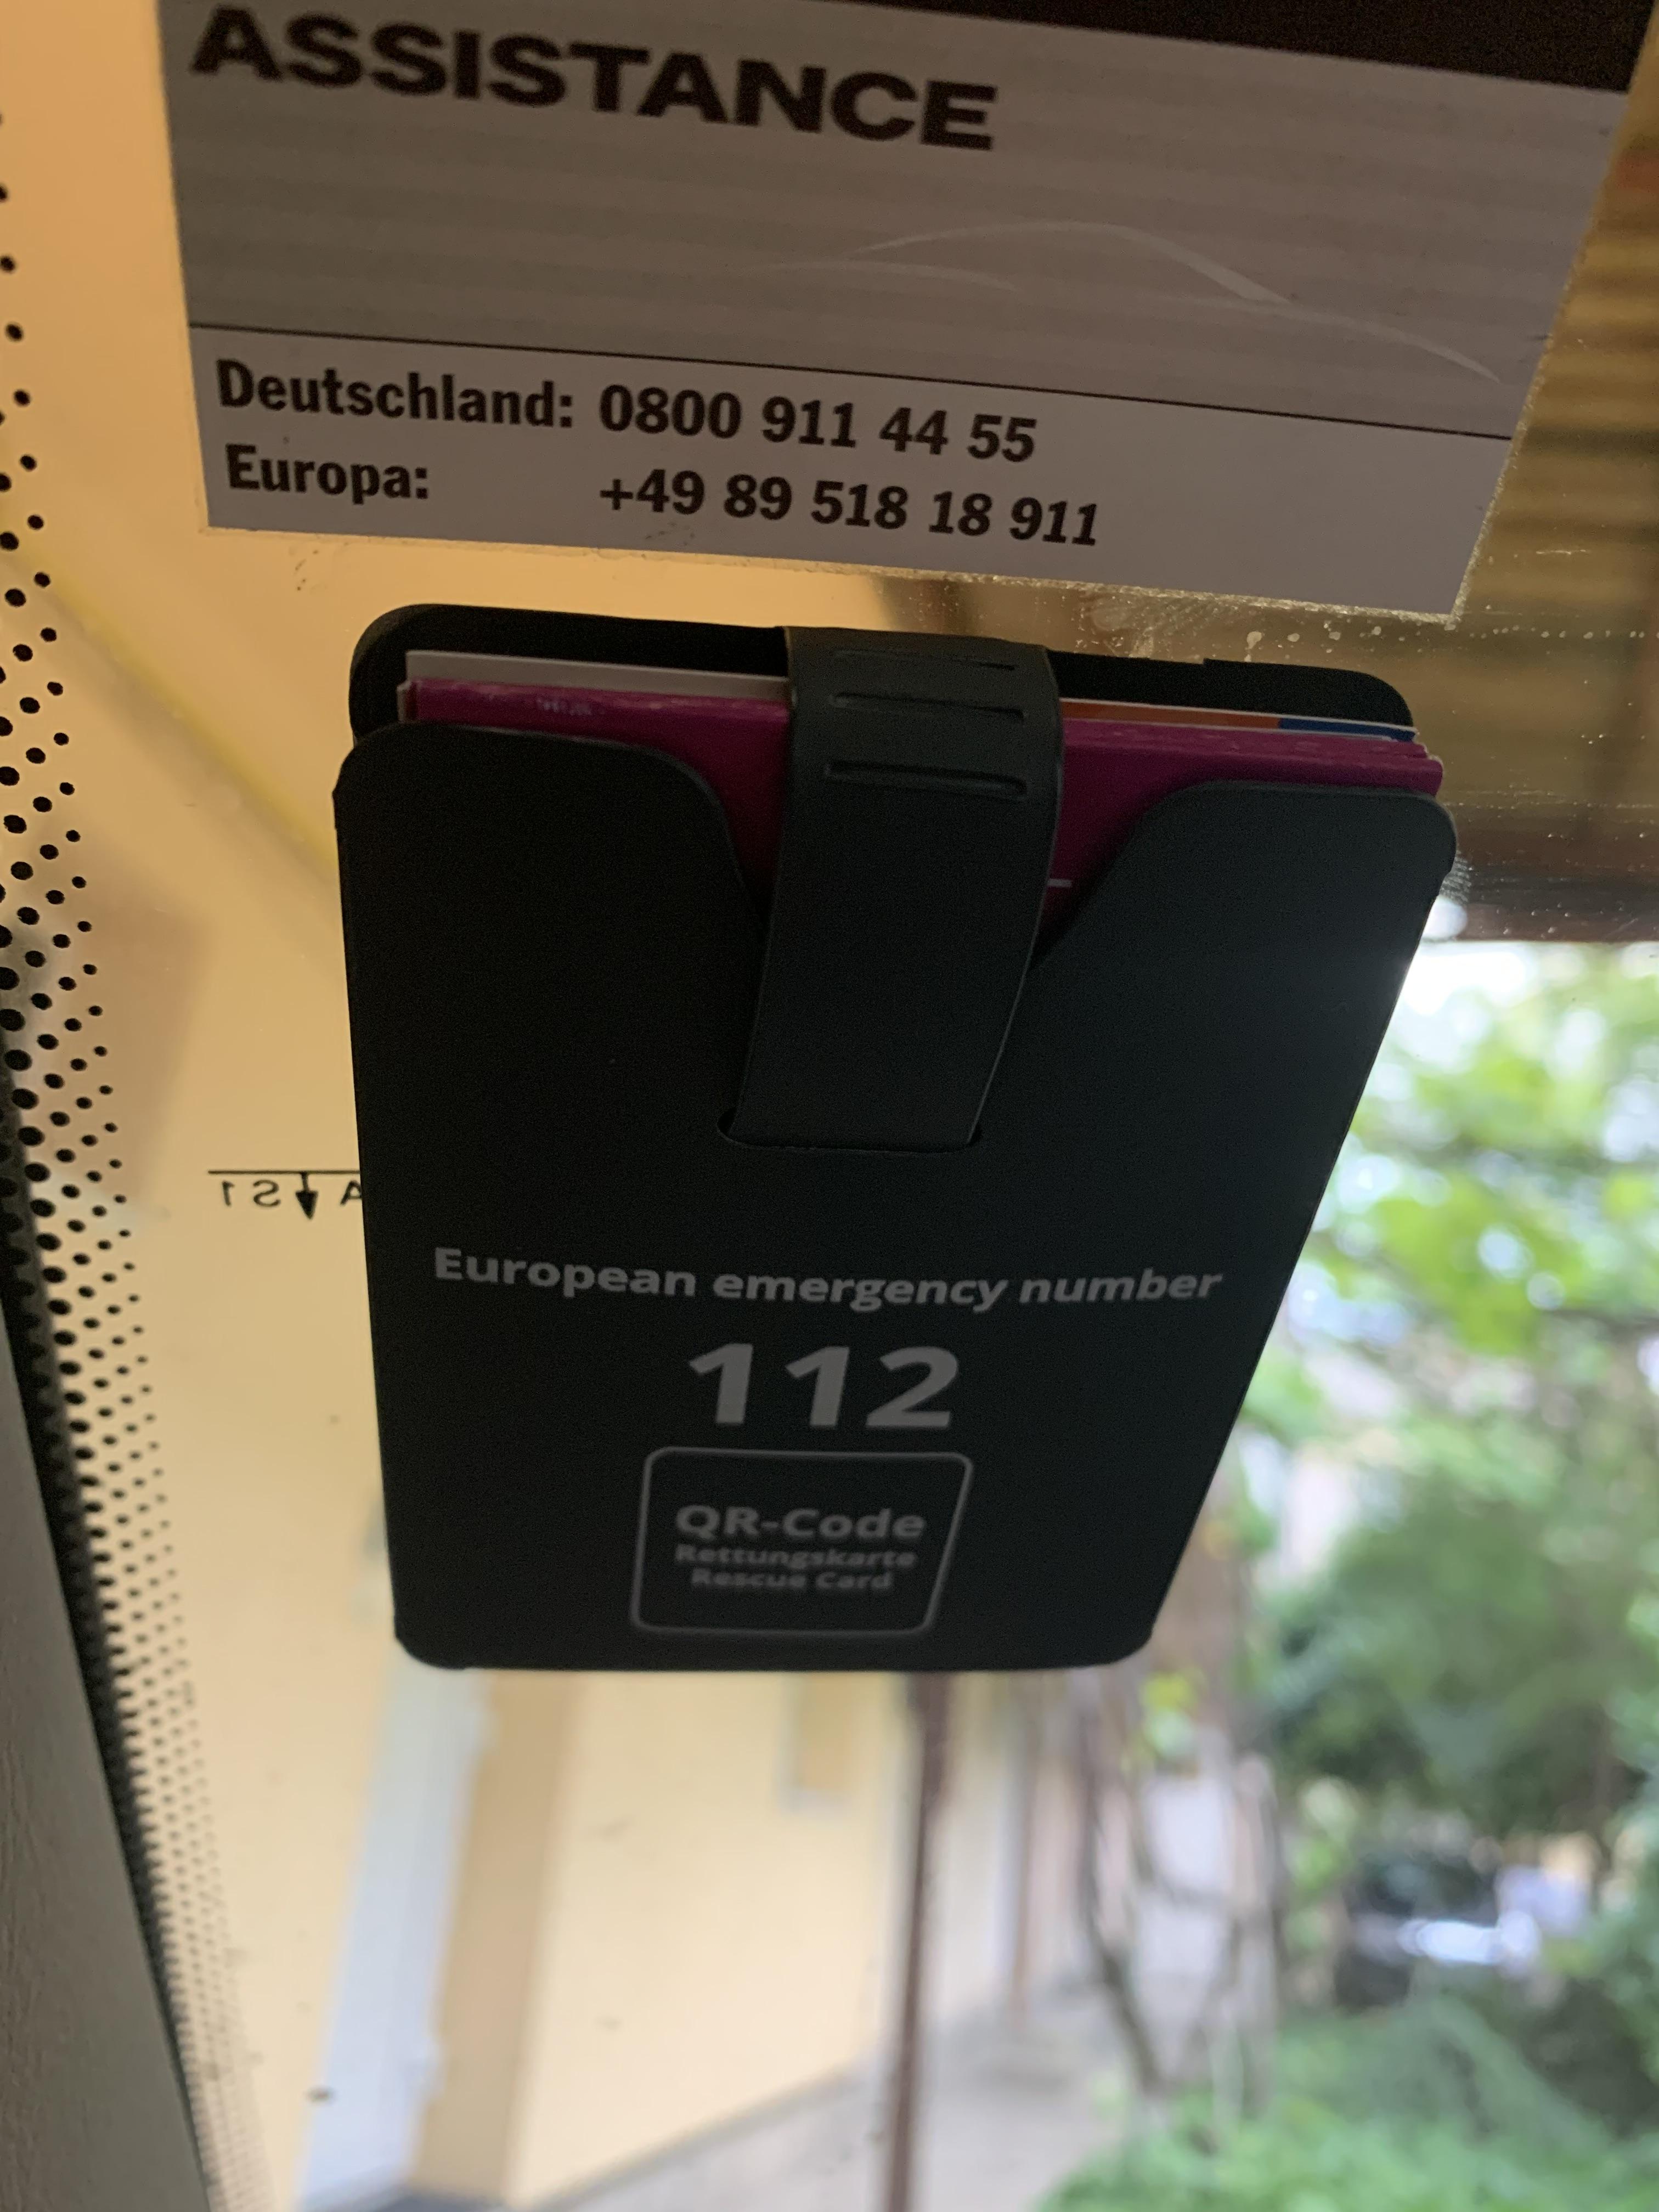 ASSISTANCE
Deutschland: 0800 911 44 55
Europa: +49 89 518 18 911
A S1
European emergency number
112
QR-Code
Rettungskarte
Rescue Card